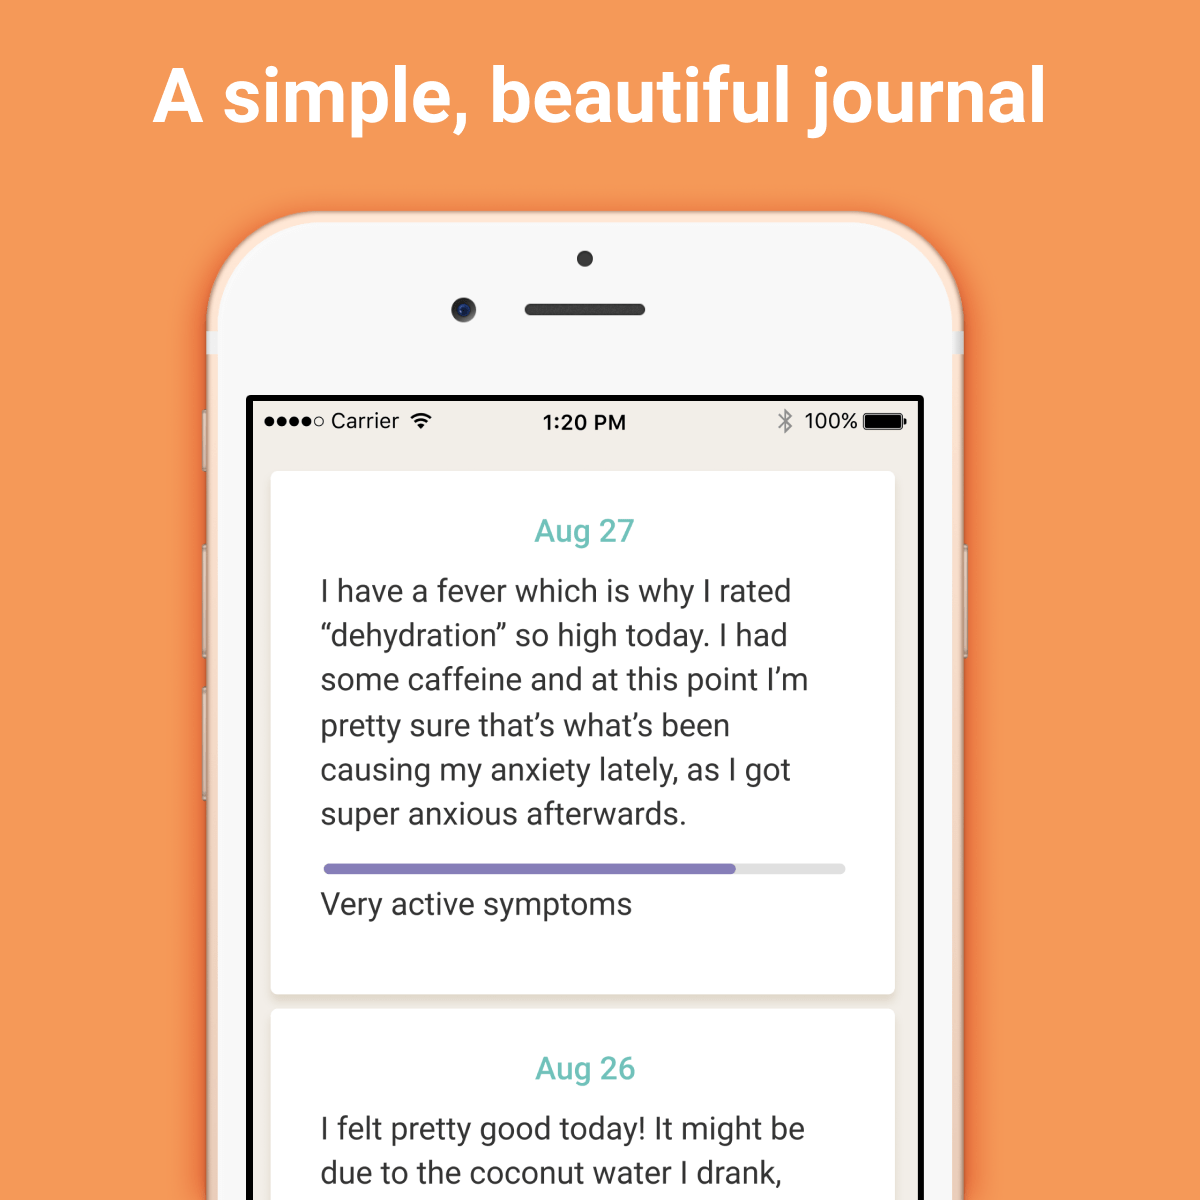 A simple, beautiful journal
Carrier
1:20 PM
100%
Aug 27
I have a fever which is why I rated
“dehydration” so high today. I had
some caffeine and at this point I’m
pretty sure that’s what’s been
causing my anxiety lately, as I got
super anxious afterwards.
Very active symptoms
Aug 26
I felt pretty good today! It might be
due to the coconut water I drank,